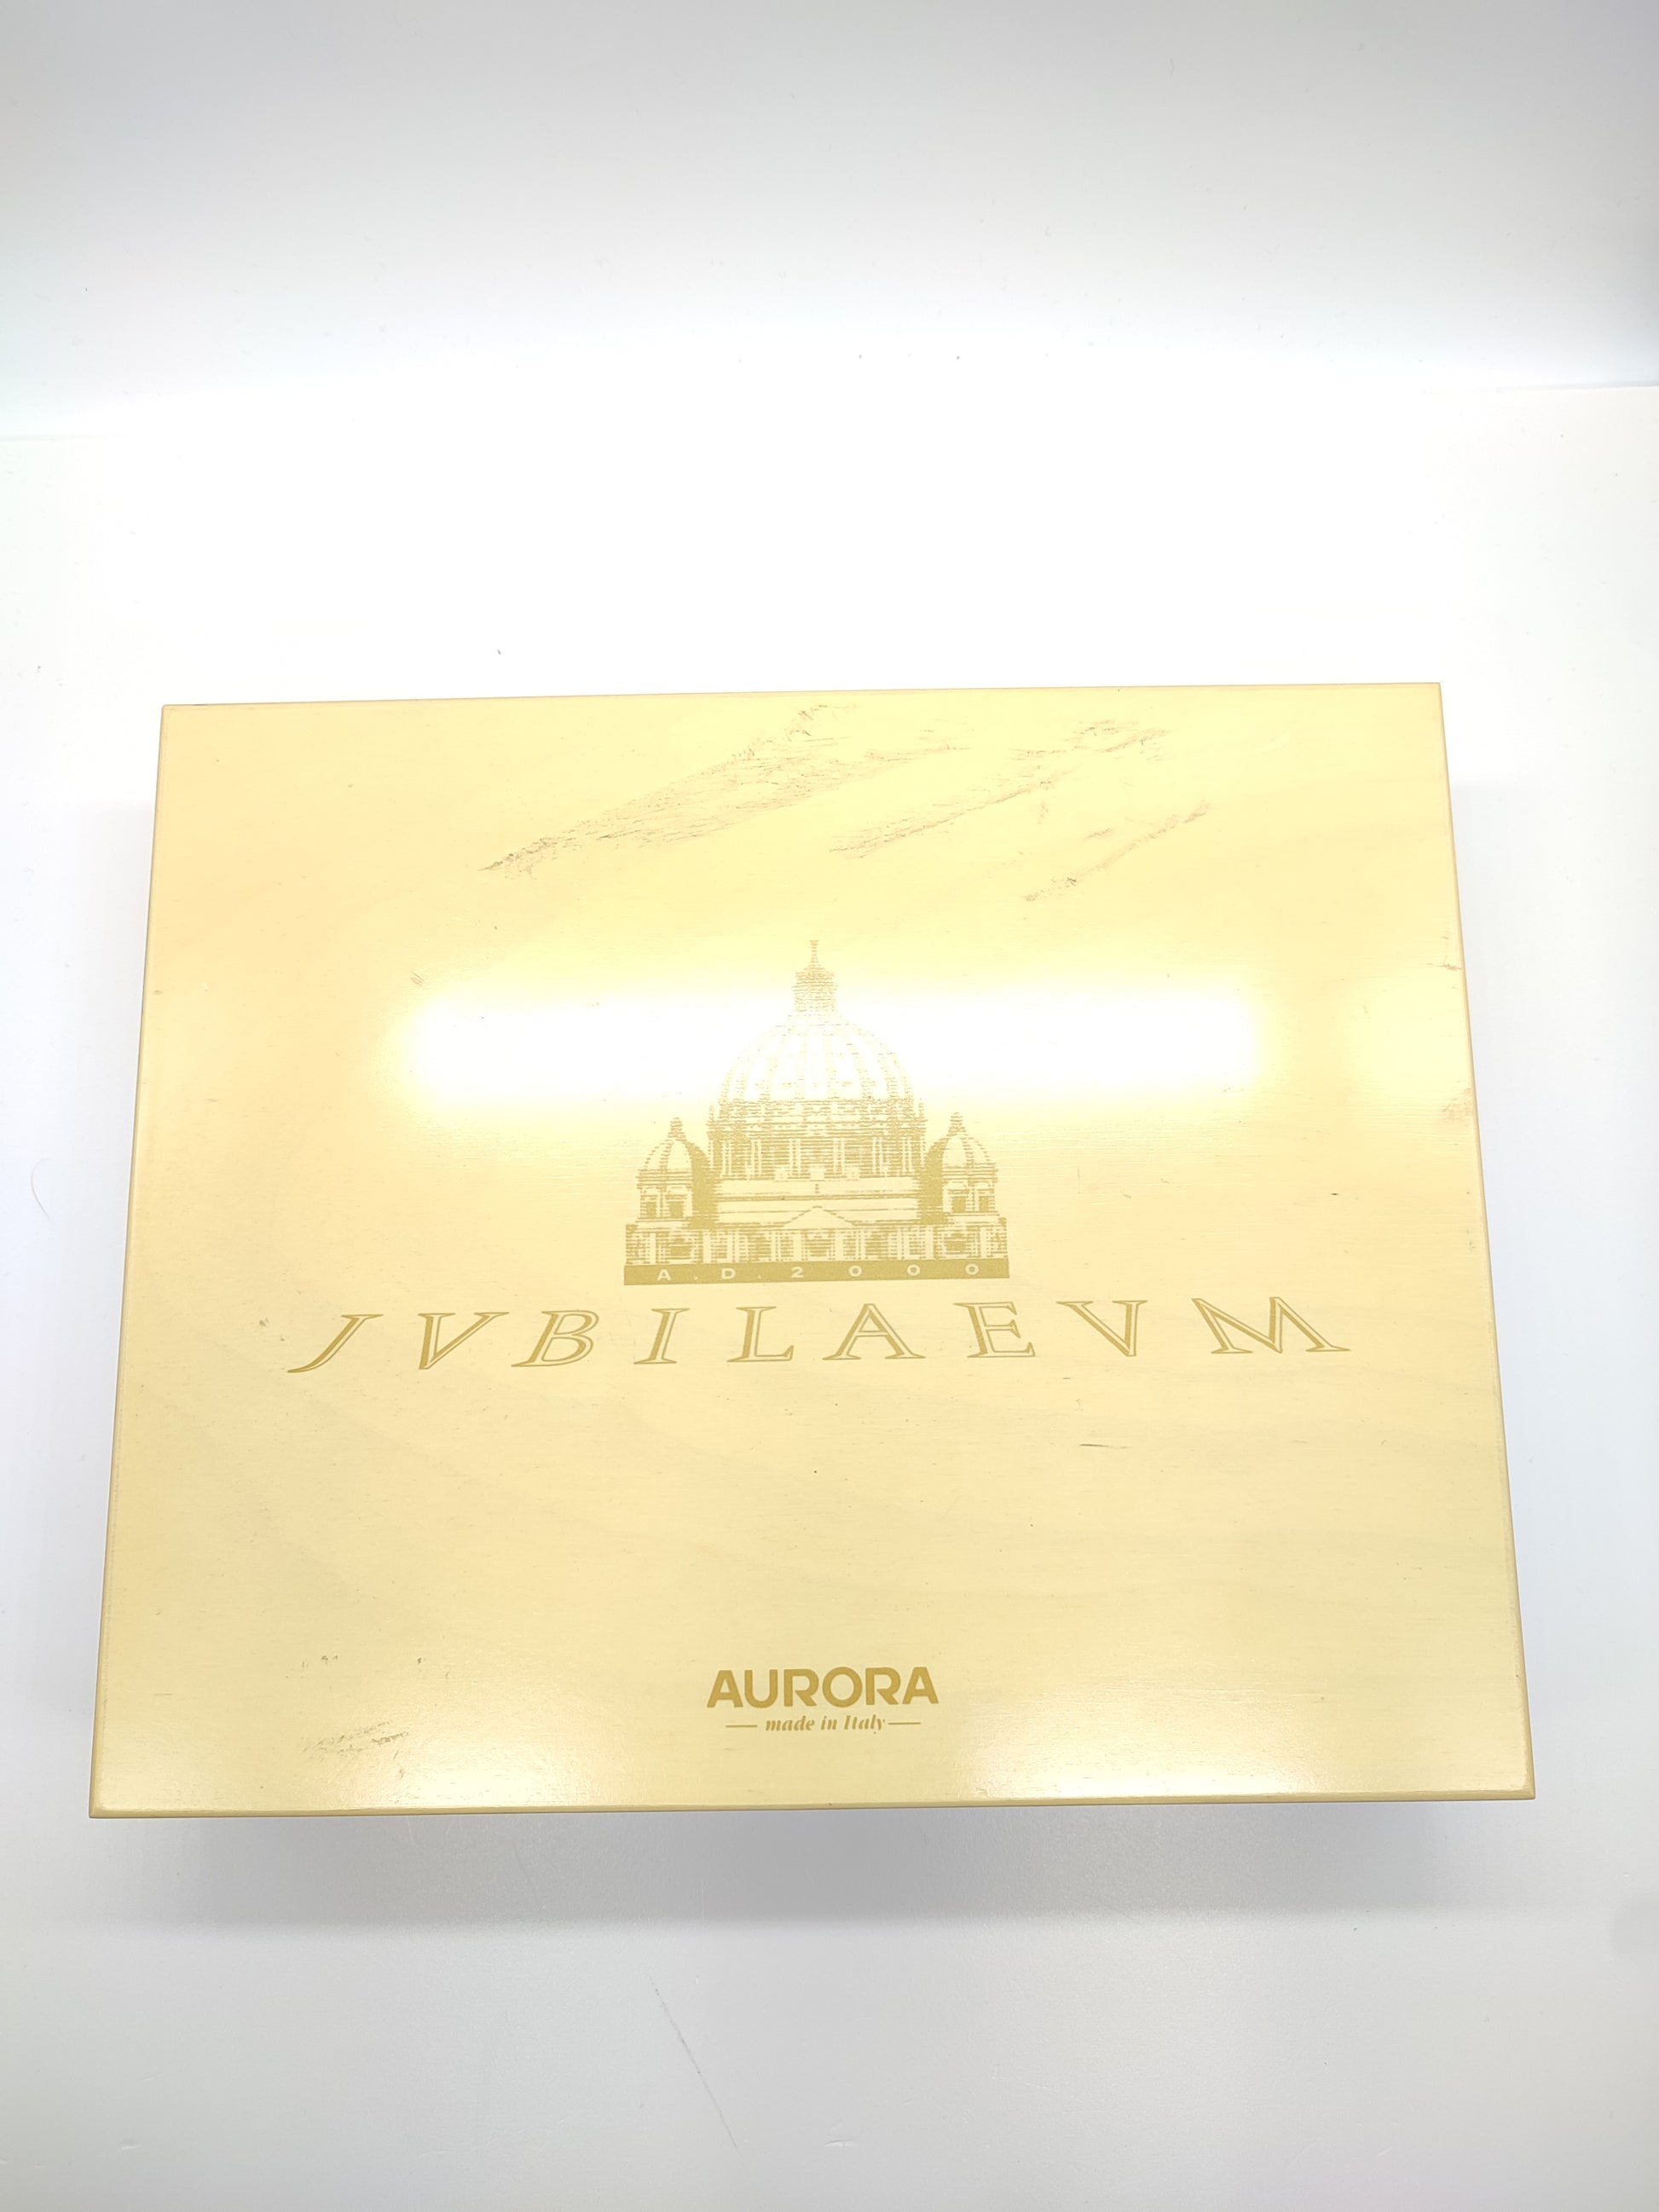 A.D.2000
JVBILAEVM
AURORA
made in Italy